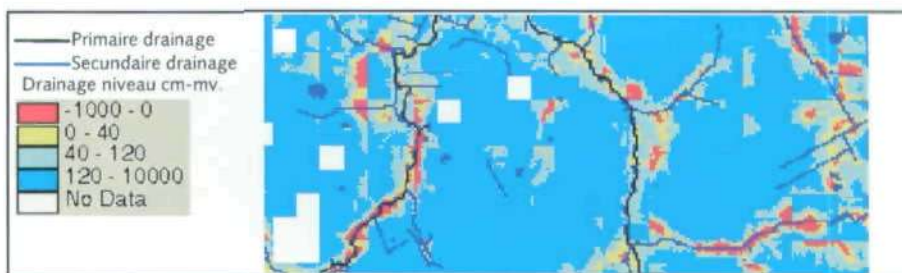 Primaire drainage
Secundaire drainage
Drainage niveau cm-mv.
-1000 - 0
0 - 40
40 - 120
120 - 10000
No Data